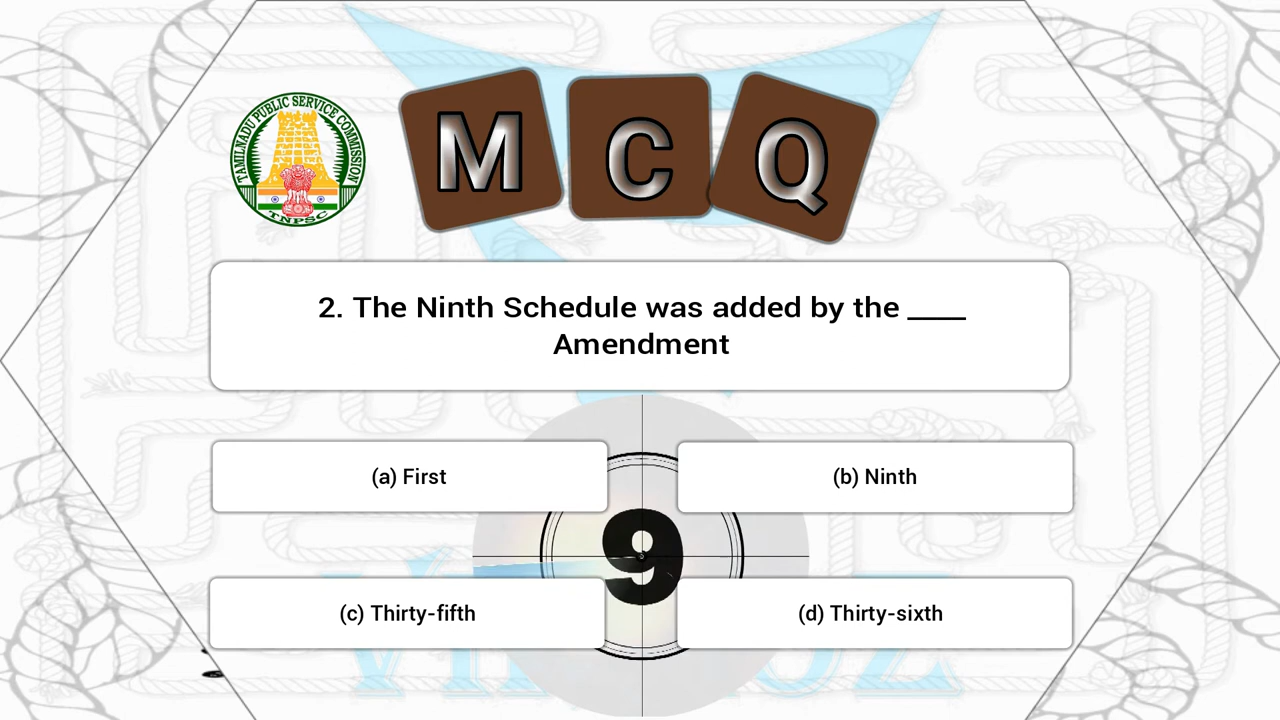 TAMILNADU PUBLIC SERVICE COMMISSION
TNPSC
M C Q
2. The Ninth Schedule was added by the ____
Amendment
(a) First
(b) Ninth
9
(c) Thirty-fifth
(d) Thirty-sixth